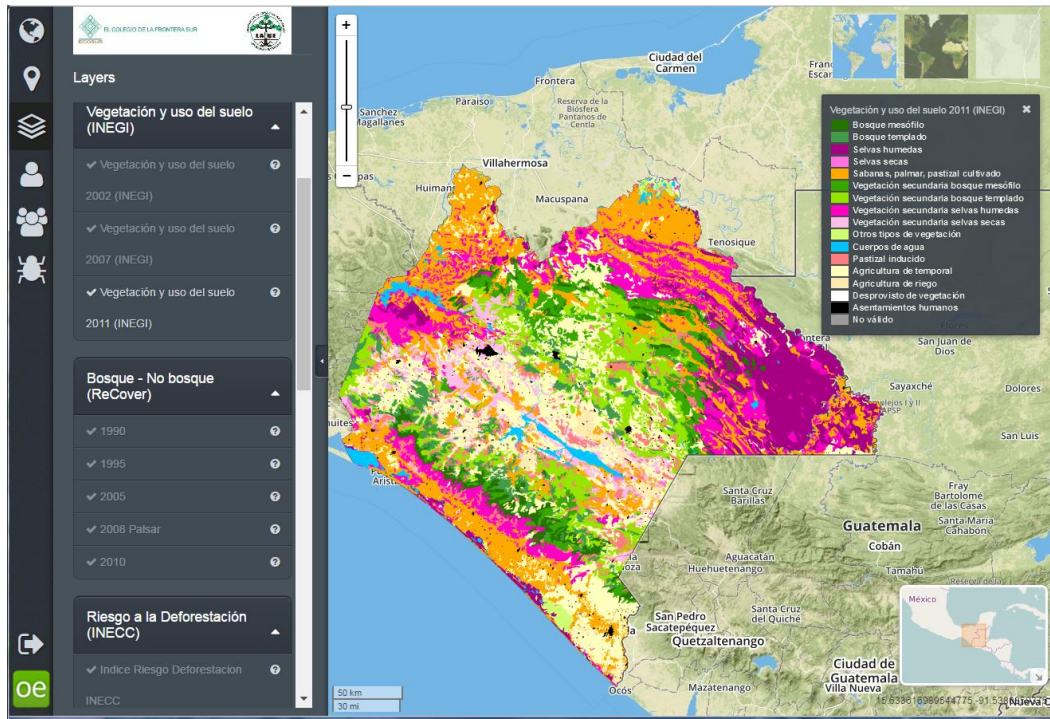 EL COLEGIO DE LA FRONTERA SUR
ECOSUR
LAIGE
Layers
Vegetación y uso del suelo
(INEGI)
Vegetación y uso del suelo
2002 (INEGI)
Vegetación y uso del suelo
2007 (INEGI)
Vegetación y uso del suelo
2011 (INEGI)
Bosque - No bosque
(ReCover)
1990
1995
2005
2008 Palsar
2010
Riesgo a la Deforestación
(INECC)
Indice Riesgo Deforestacion
INECC
oe
Ciudad del
Carmen
Frontera
Paraiso
Reserva de la
Biósfera
Pantanos de
Centla
Sanchez
Magallanes
Villahermosa
Macuspana
Tenosique
Vegetación y uso del suelo 2011 (INEGI)
Bosque mesófilo
Bosque templado
Selvas humedas
Selvas secas
Sabanas, palmar, pastizal cultivado
Vegetación secundaria bosque mesófilo
Vegetación secundaria bosque templado
Vegetación secundaria selvas humedas
Vegetación secundaria selvas secas
Otros tipos de vegetación
Cuerpos de agua
Pastizal inducido
Agricultura de temporal
Agricultura de riego
Desprovisto de vegetación
Asentamientos humanos
No válido
San Juan de
Dios
Sayaxché
Dolores
San Luis
Santa Cruz
Barillas
Fray
Bartolomé
de las Casas
Santa María
Cahabón
Guatemala
Cobán
Tamahú
Aguacatán
Huehuetenango
San Pedro
Sacatepéquez
Santa Cruz
del Quiché
Quetzaltenango
Ciudad de
Guatemala
Villa Nueva
Mazatenango
Ocós
México
50 km
30 mi